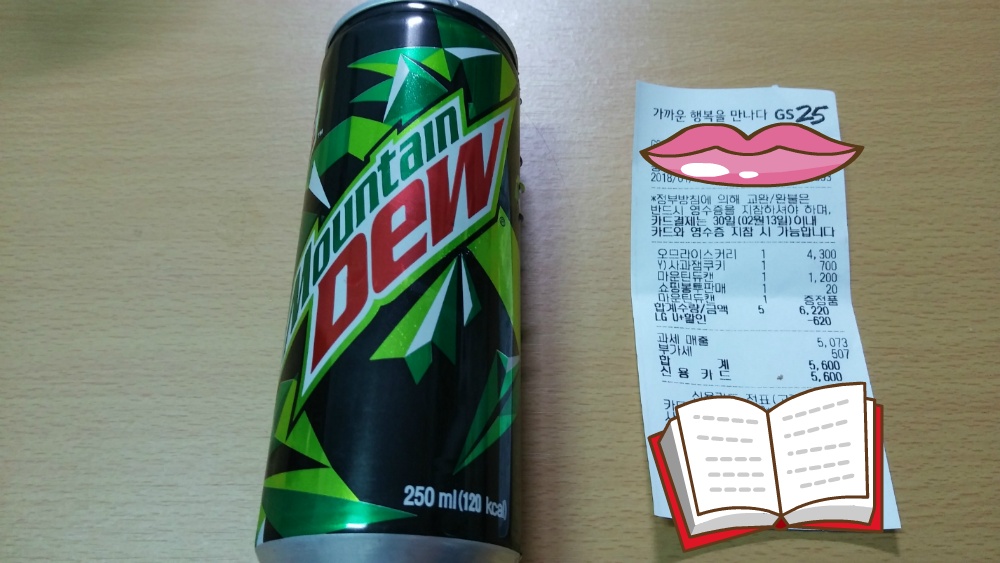 Mountain
Dew
250 ml (120 kcal)
가까운 행복을 만나다 GS25
2018/0
*정부방침에 의해 교환/환불은
반드시 영수증을 지참하셔야 하며,
카드결제는 30일(02월13일)이내
카드와 영수증 지참 시 가능합니다
오므라이스커리 1 4,300
Y)사과잼쿠키 1 700
마운틴듀캔 1 1,200
쇼핑봉투판매 1 20
마운틴듀캔 1 증정품
합계수량/금액 5 6,220
LG U+할인 -620
과세 매출 5,073
부가세 507
합 계 5,600
신 용 카 드 5,600